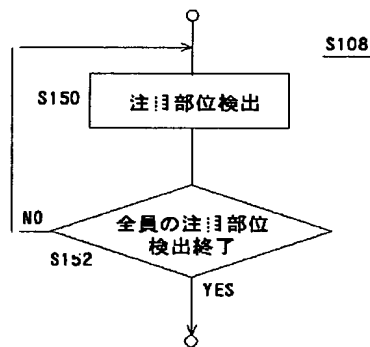 S108
S150
注目部位検出
NO
全員の注目部位
検出終了
S152
YES